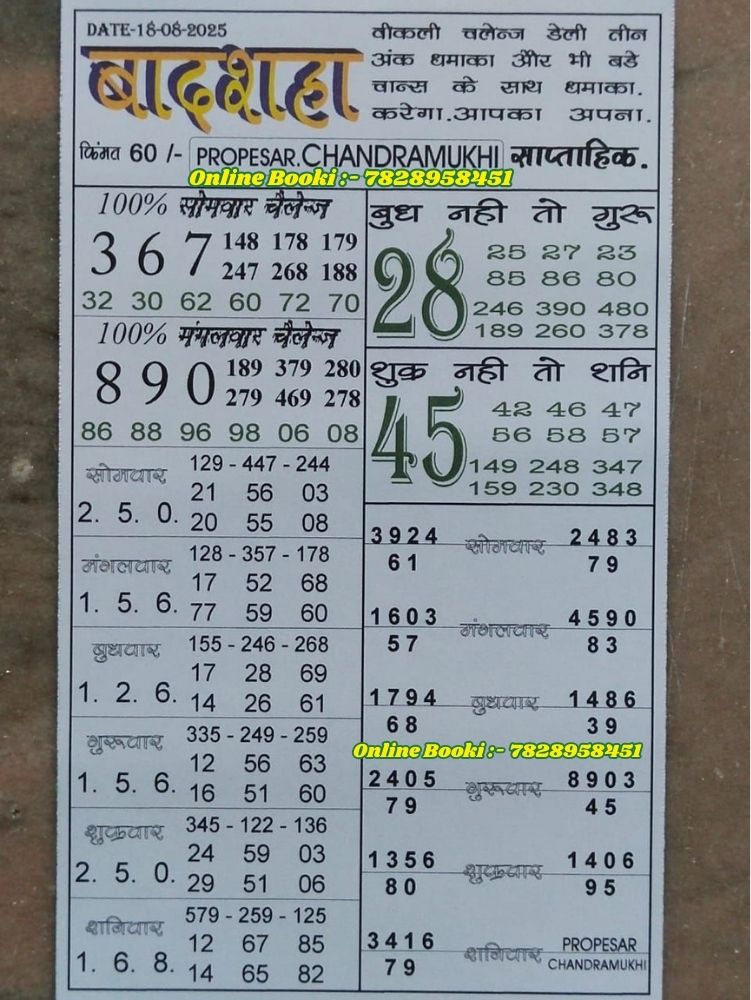 DATE-18-08-2025
बादशहा
वीकली चलेन्ज डेली तीन
अंक धमाका और भी बडे
चान्स के साथ धमाका.
करेगा.आपका अपना.
किंमत 60 /- PROPESAR.CHANDRAMUKHI साप्ताहिक.
Online Booki :- 7828958451
100% सोमवार चैलेन्ज
3 6 7
148 178 179
247 268 188
32 30 62 60 72 70
100% मंगलवार चैलेन्ज
8 9 0
189 379 280
279 469 278
86 88 96 98 06 08
सोमवार
129 - 447 - 244
21 56 03
2. 5. 0.
20 55 08
मंगलवार
128 - 357 - 178
17 52 68
1. 5. 6.
77 59 60
बुधवार
155 - 246 - 268
17 28 69
1. 2. 6.
14 26 61
गुरूवार
335 - 249 - 259
12 56 63
1. 5. 6.
16 51 60
शुक्रवार
345 - 122 - 136
24 59 03
2. 5. 0.
29 51 06
शनिवार
579 - 259 - 125
12 67 85
1. 6. 8.
14 65 82
बुध नही तो गुरू
28
25 27 23
85 86 80
246 390 480
189 260 378
शुक्र नही तो शनि
45
42 46 47
56 58 57
149 248 347
159 230 348
3924 सोमवार 2483
61 79
1603 मंगलवार 4590
57 83
1794 बुधवार 1486
68 39
Online Booki :- 7828958451
2405 गुरूवार 8903
79 45
1356 शुक्रवार 1406
80 95
3416 शनिवार PROPESAR
79 CHANDRAMUKHI